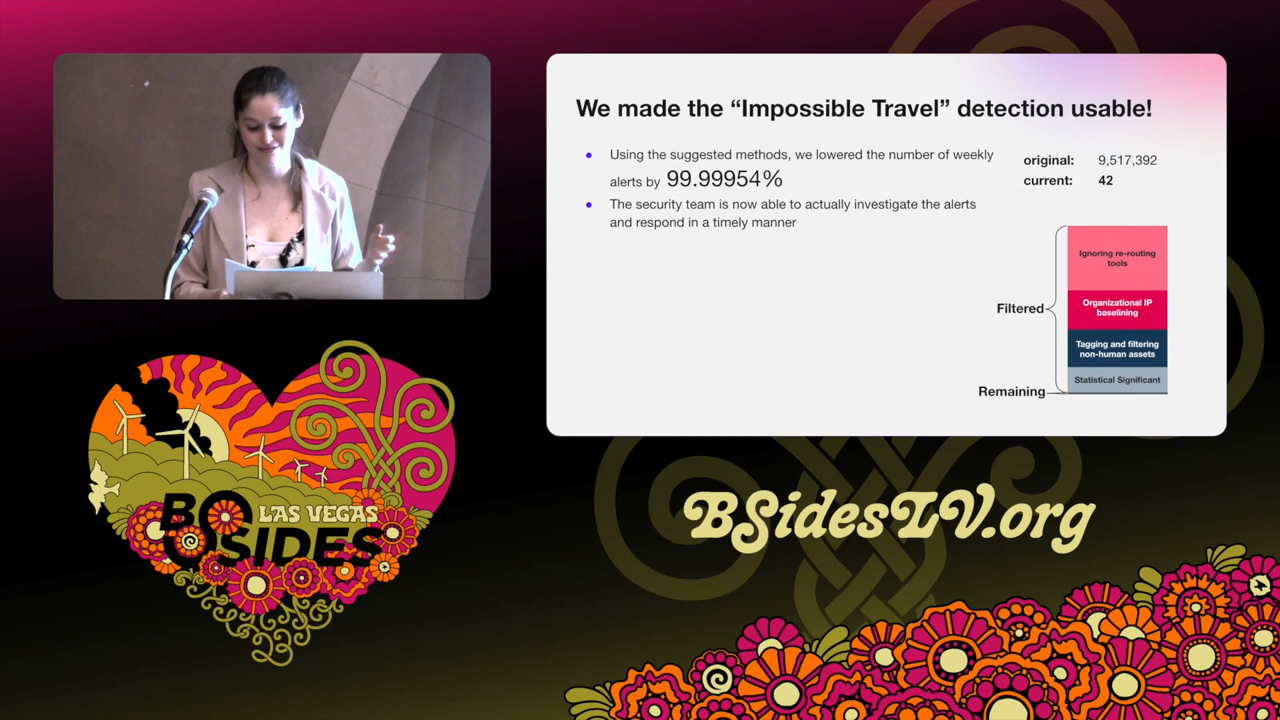 We made the “Impossible Travel” detection usable!
Using the suggested methods, we lowered the number of weekly
alerts by 99.99954%
The security team is now able to actually investigate the alerts
and respond in a timely manner
original: 9,517,392
current: 42
Ignoring re-routing
tools
Organizational IP
baselining
Filtered
Tagging and filtering
non-human assets
Statistical Significant
Remaining
LAS VEGAS
BSIDES
BSidesLV.org